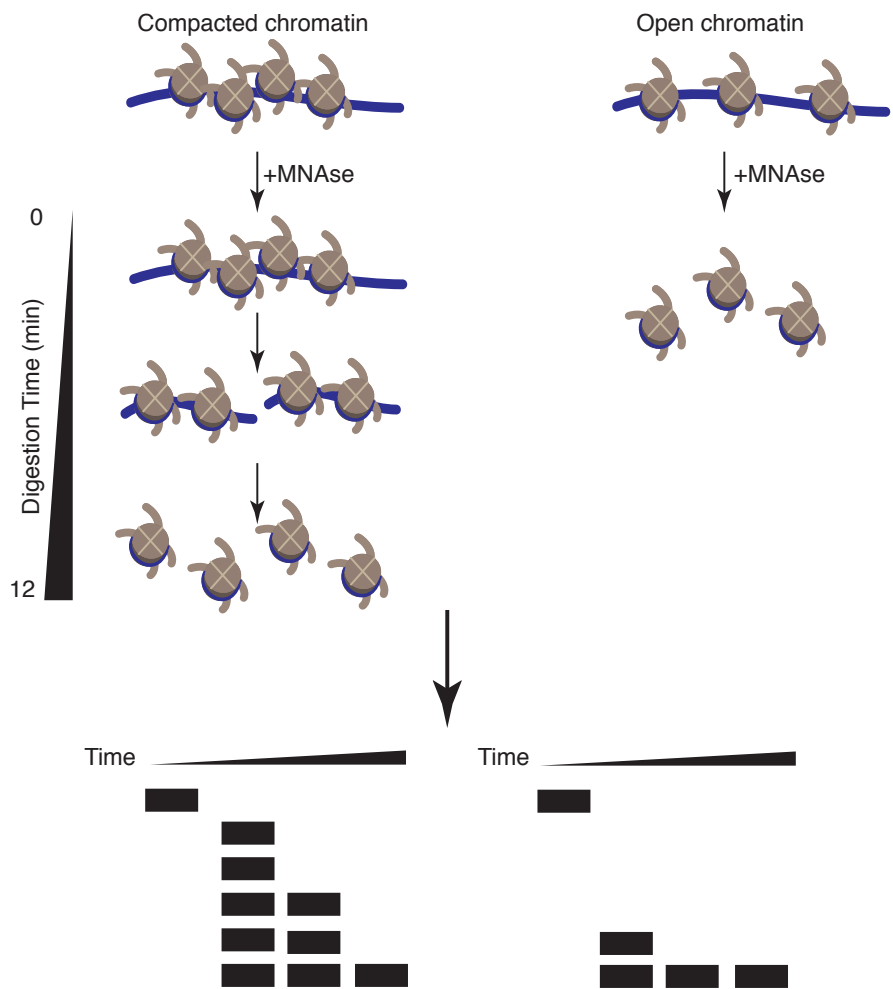 Compacted chromatin
Open chromatin
+MNAse
+MNAse
0
Digestion Time (min)
12
Time
Time